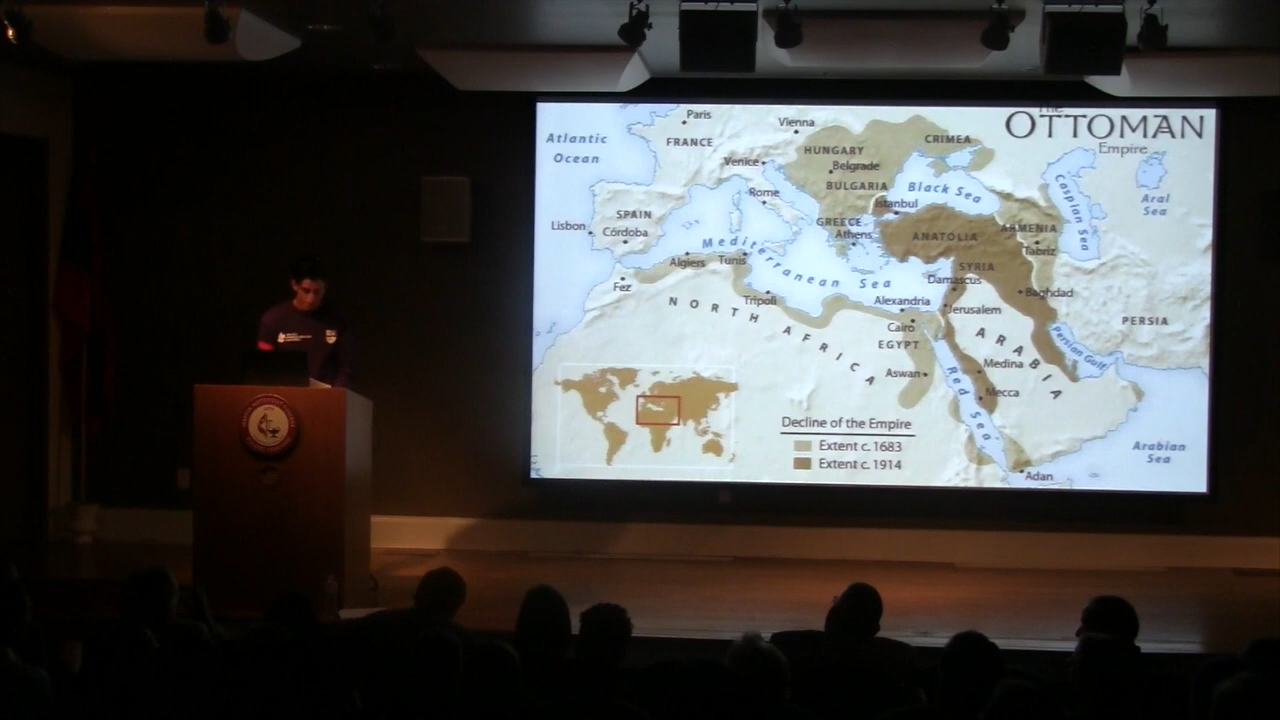 The
OTTOMAN
Empire
Paris
Vienna
Atlantic
Ocean
FRANCE
CRIMEA
HUNGARY
Venice
Belgrade
Caspian Sea
Aral
Sea
BULGARIA
Black Sea
Rome
Istanbul
SPAIN
Lisbon
Córdoba
GREECE
Athens
ANATOLIA
ARMENIA
Tabriz
Mediterranean Sea
Algiers
Tunis
SYRIA
Damascus
Fez
Tripoli
Baghdad
NORTH AFRICA
Alexandria
Jerusalem
Cairo
PERSIA
EGYPT
ARABIA
Persian Gulf
Aswan
Red Sea
Medina
Mecca
Decline of the Empire
Extent c. 1683
Extent c. 1914
Arabian
Sea
Adan